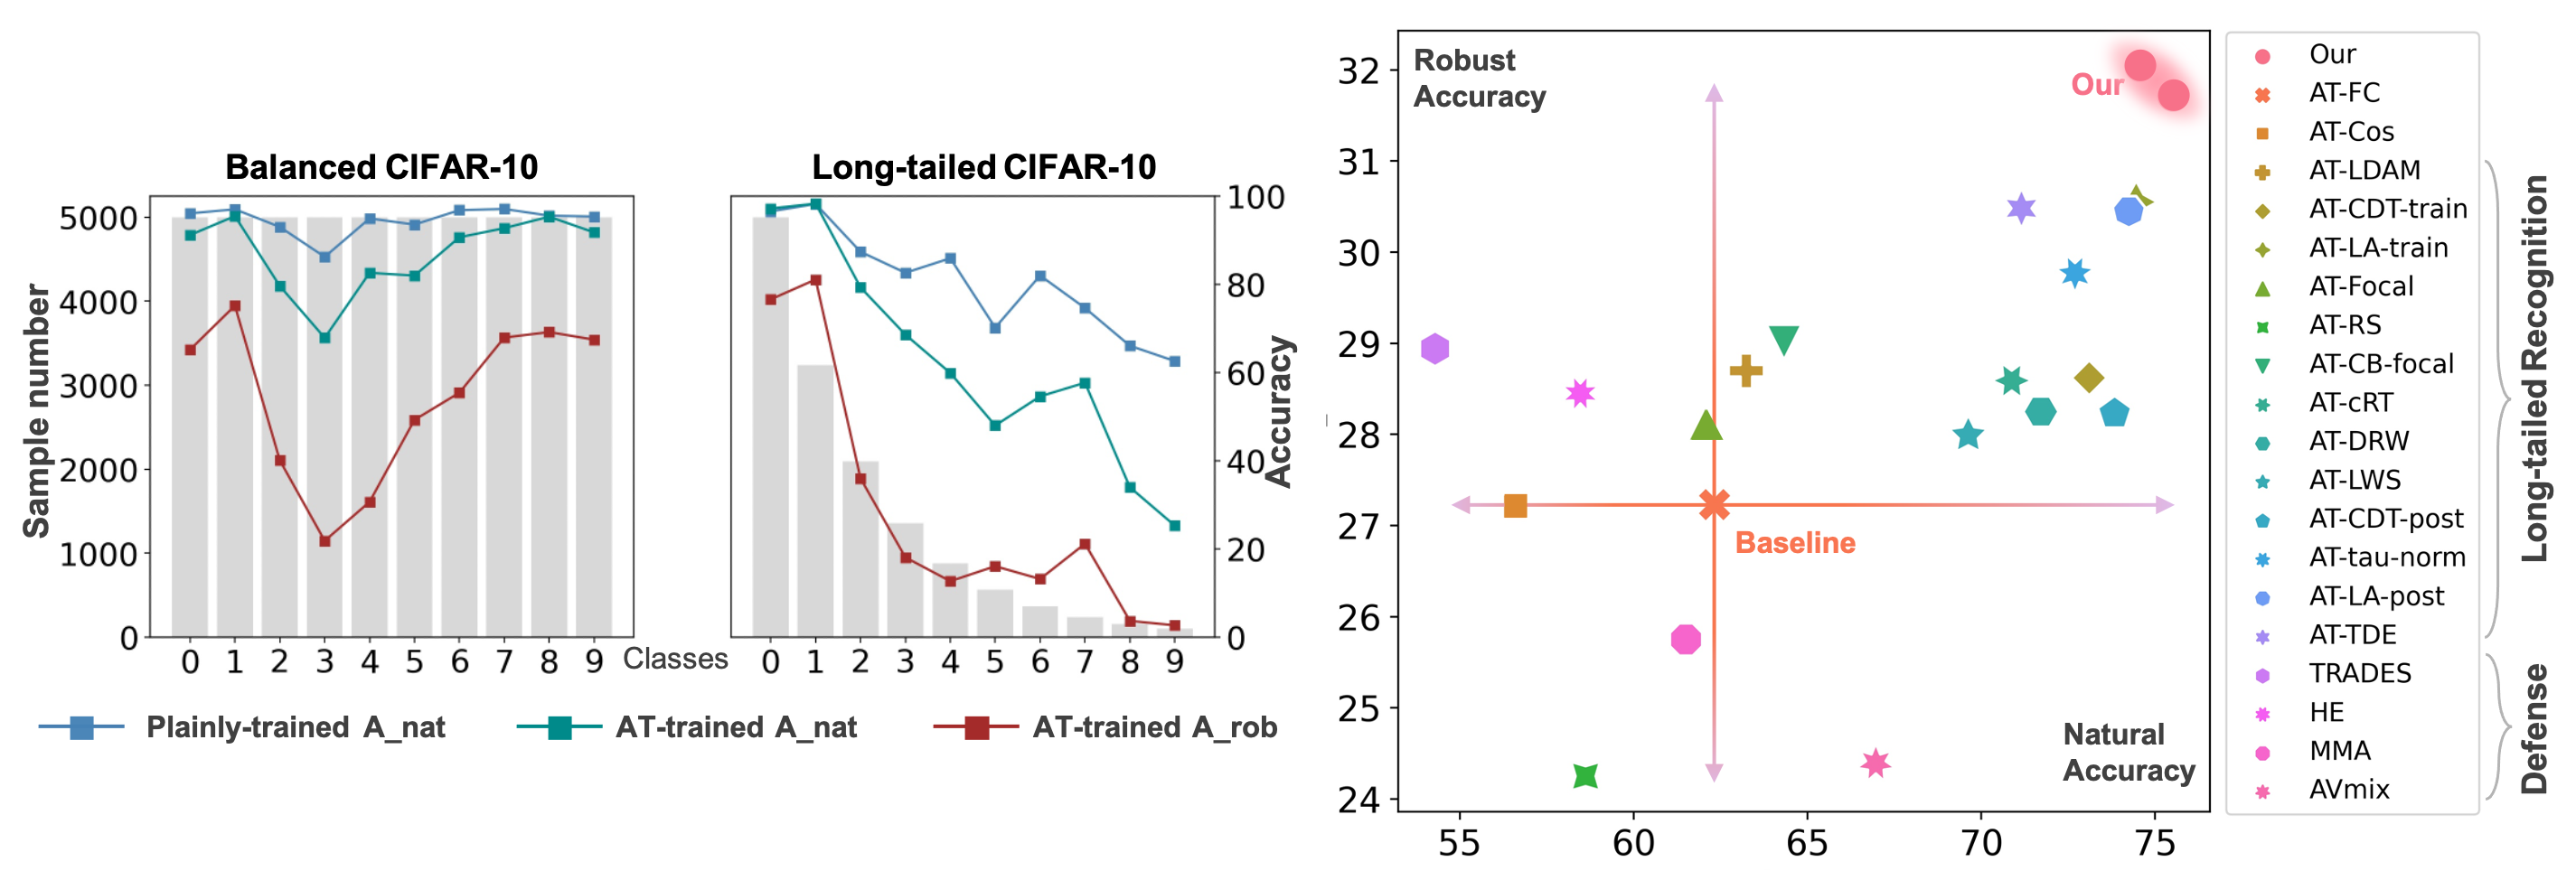 Balanced CIFAR-10
Sample number
5000
4000
3000
2000
1000
0
0 1 2 3 4 5 6 7 8 9
Classes
Long-tailed CIFAR-10
100
80
60
40
20
0
Accuracy
0 1 2 3 4 5 6 7 8 9
Plainly-trained A_nat
AT-trained A_nat
AT-trained A_rob
Robust
Accuracy
32
31
30
29
28
27
26
25
24
Our
Baseline
Natural
Accuracy
55 60 65 70 75
Our
AT-FC
AT-Cos
AT-LDAM
AT-CDT-train
AT-LA-train
AT-Focal
AT-RS
AT-CB-focal
AT-cRT
AT-DRW
AT-LWS
AT-CDT-post
AT-tau-norm
AT-LA-post
AT-TDE
TRADES
HE
MMA
AVmix
Long-tailed Recognition
Defense